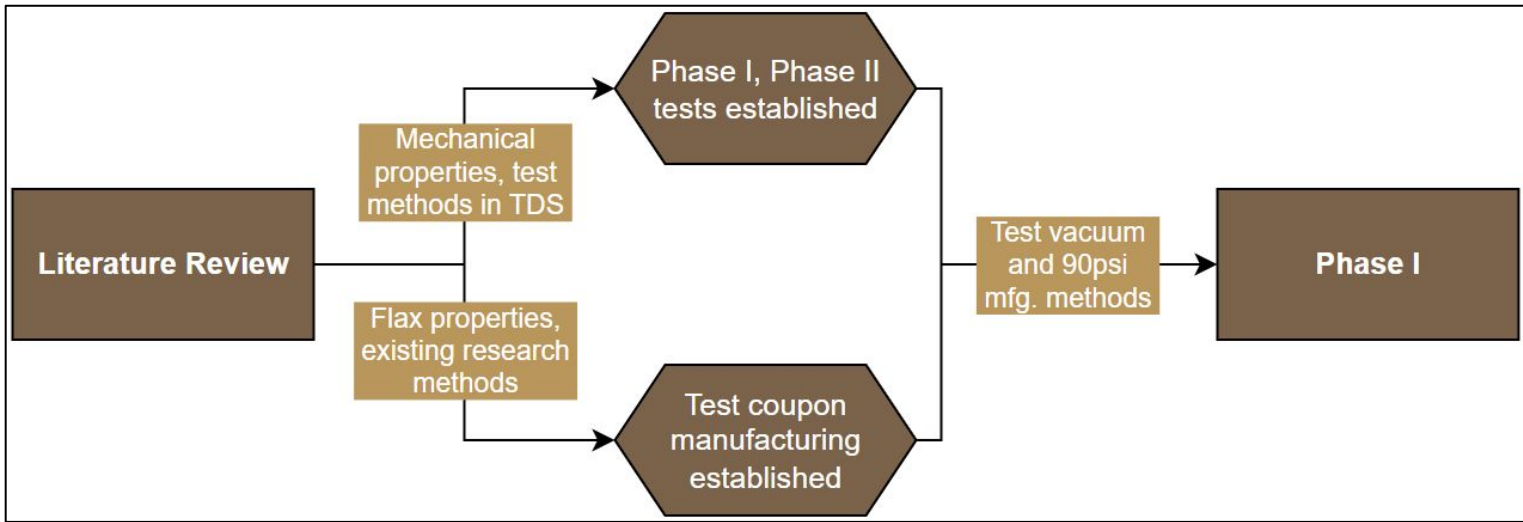 Literature Review
Mechanical
properties, test
methods in TDS
Flax properties,
existing research
methods
Phase I, Phase II
tests established
Test coupon
manufacturing
established
Test vacuum
and 90psi
mfg. methods
Phase I